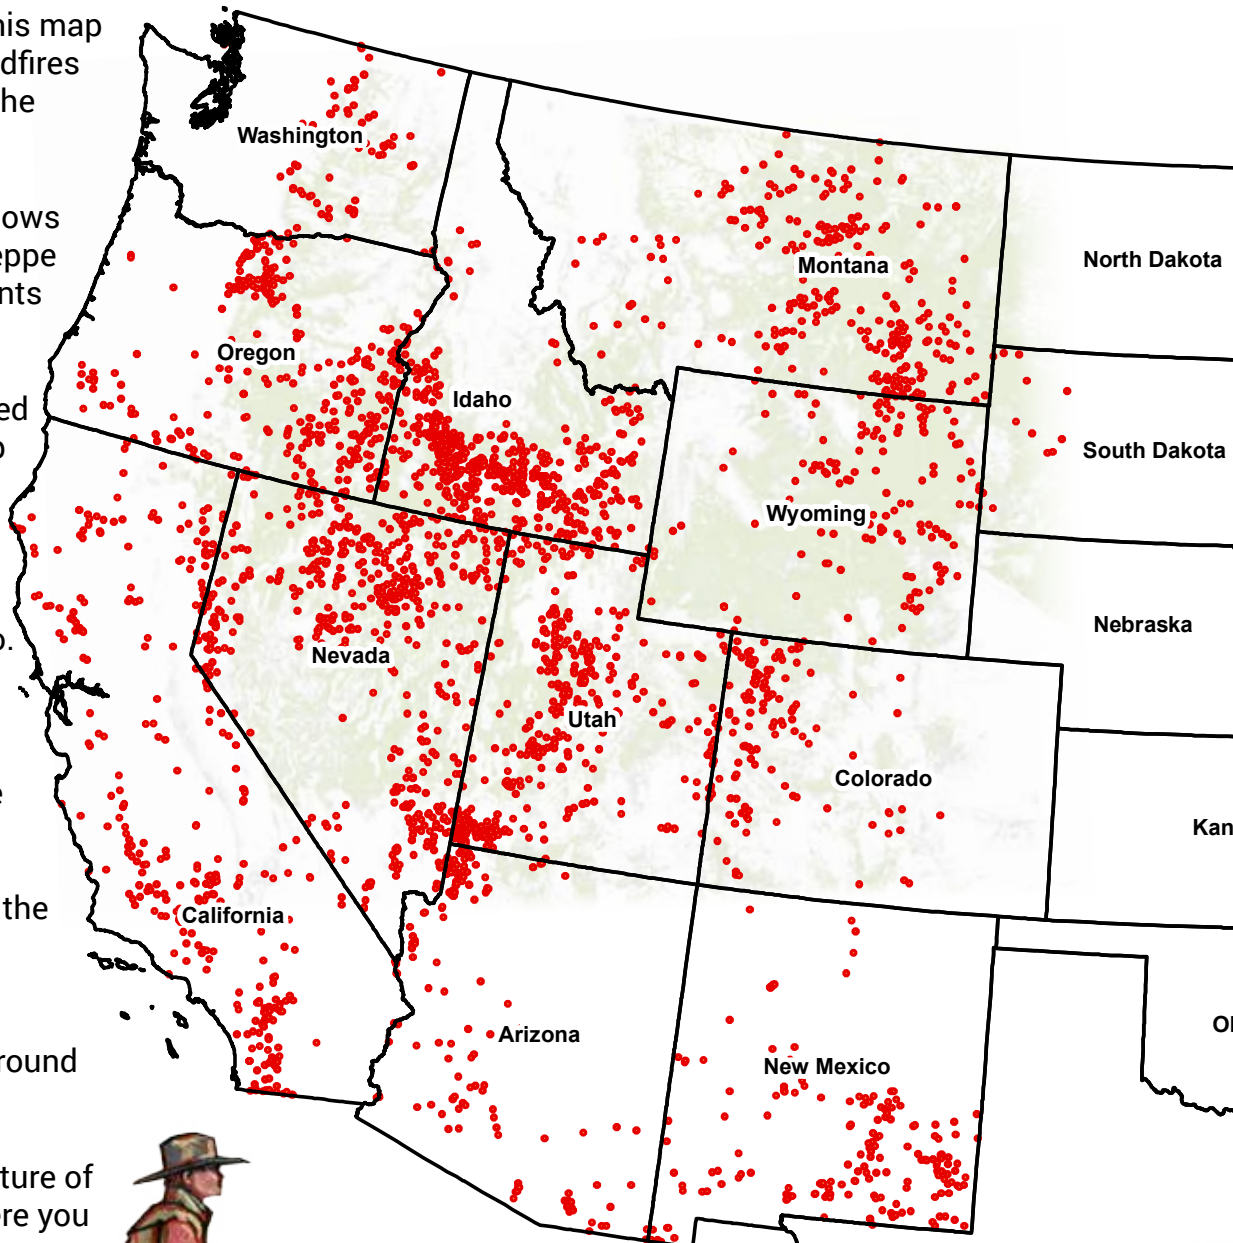 his map
dfires
he
ows
eppe
nts
ed
o
o.
e
the
round
ture of
ere you
Washington
Montana
North Dakota
Oregon
Idaho
South Dakota
Wyoming
Nebraska
Nevada
Utah
Colorado
Kan
California
Arizona
New Mexico